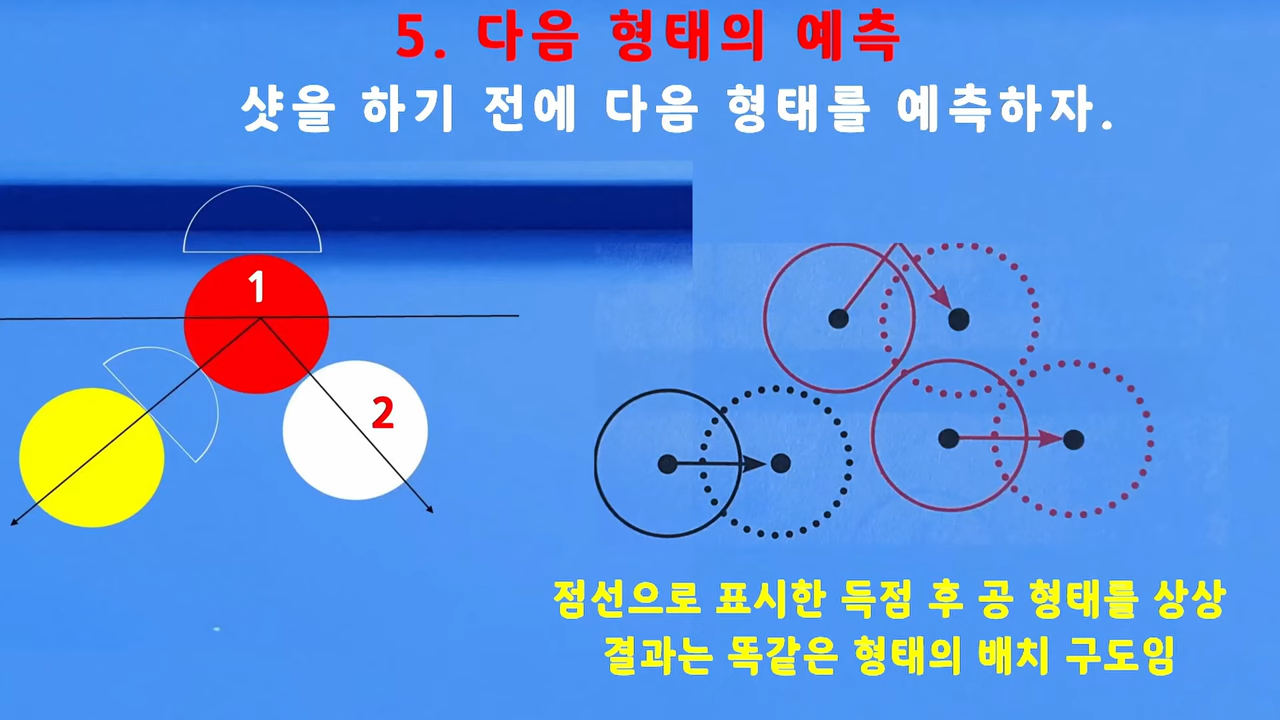 5. 다음 형태의 예측
샷을 하기 전에 다음 형태를 예측하자.
1
2
점선으로 표시한 득점 후 공 형태를 상상
결과는 똑같은 형태의 배치 구도임